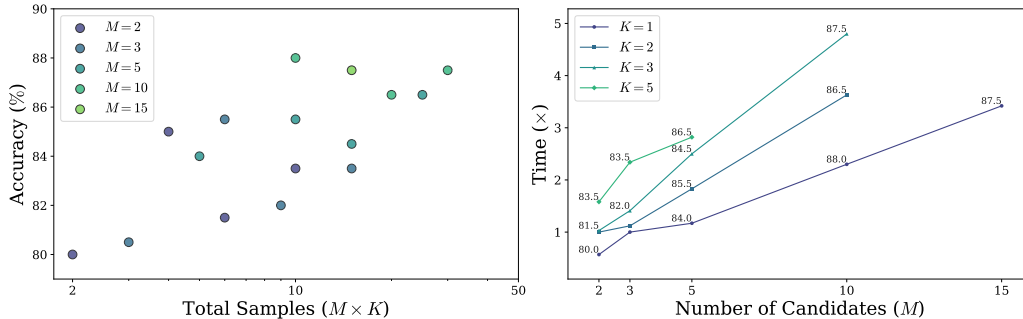 90
88
86
84
82
80
Accuracy (%)
M = 2
M = 3
M = 5
M = 10
M = 15
2
10
50
Total Samples (M × K)
5
4
3
2
1
Time (×)
K = 1
K = 2
K = 3
K = 5
87.5
86.5
87.5
86.5
84.5
83.5
88.0
85.5
83.5
82.0
84.0
81.5
80.0
2
3
5
10
15
Number of Candidates (M)